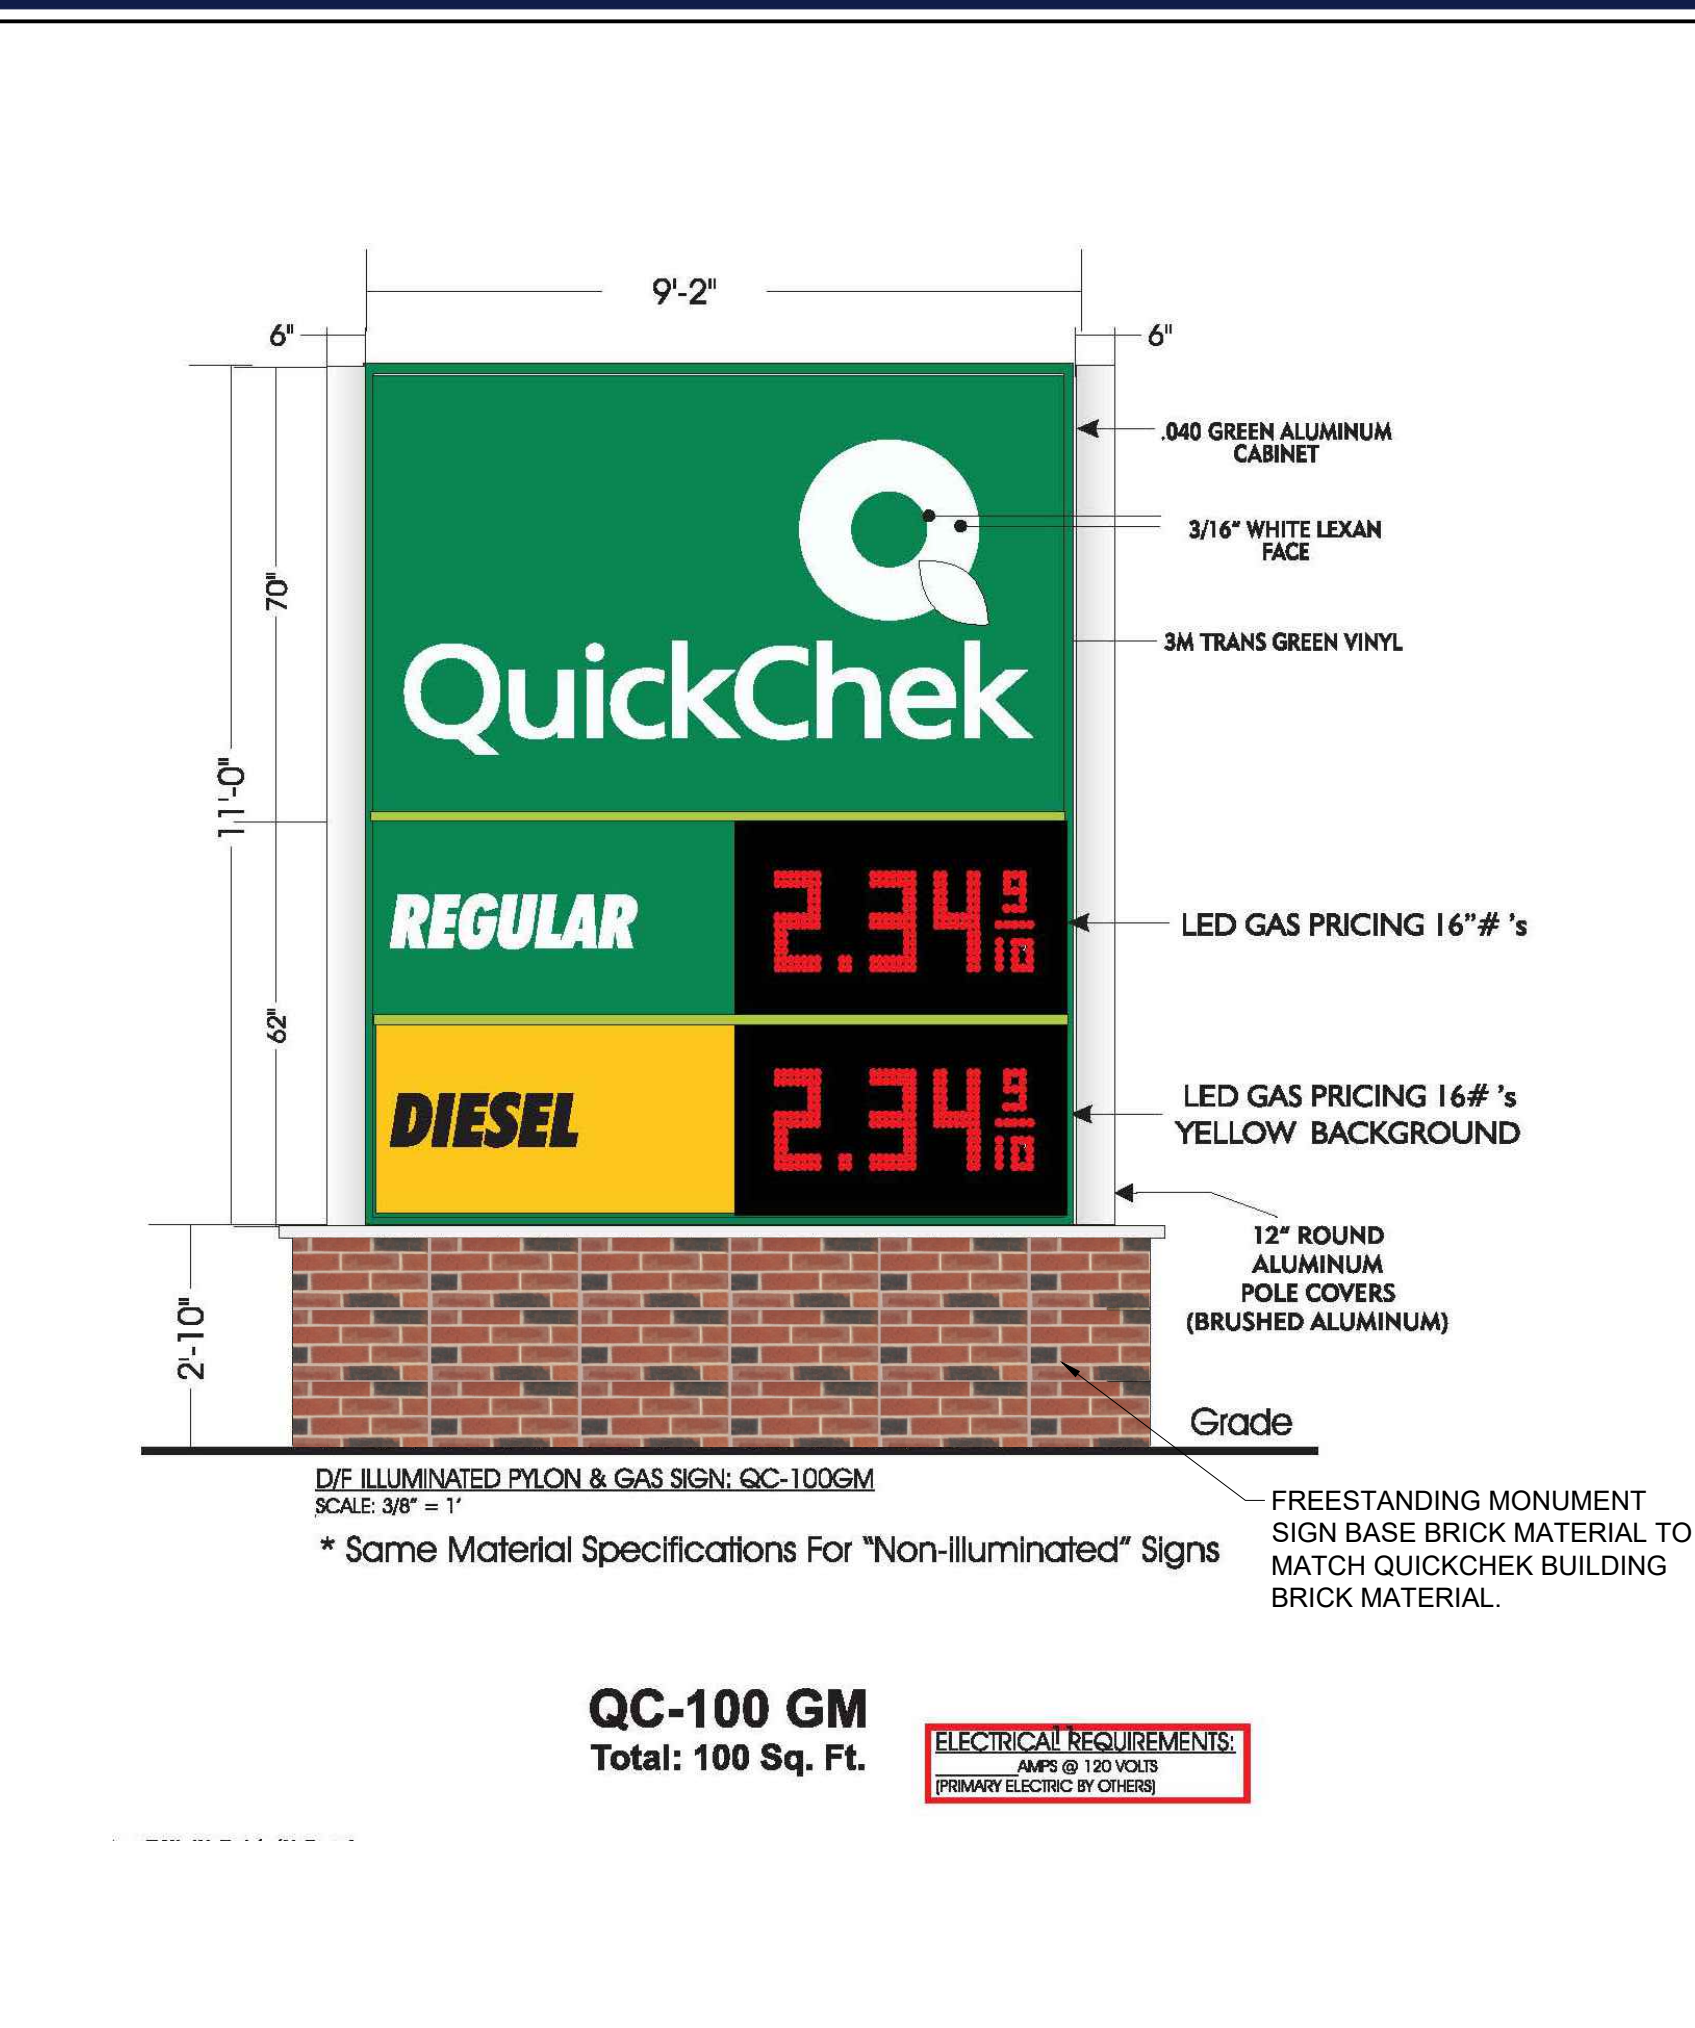 9'-2"
6"
6"
.040 GREEN ALUMINUM
CABINET
3/16" WHITE LEXAN
FACE
70"
3M TRANS GREEN VINYL
QuickChek
11'-0"
REGULAR
2.34 9/10
LED GAS PRICING 16"# 's
62"
DIESEL
2.34 9/10
LED GAS PRICING 16# 's
YELLOW BACKGROUND
12" ROUND
ALUMINUM
POLE COVERS
(BRUSHED ALUMINUM)
2'-10"
Grade
D/F ILLUMINATED PYLON & GAS SIGN: QC-100GM
SCALE: 3/8" = 1'
* Same Material Specifications For "Non-illuminated" Signs
FREESTANDING MONUMENT
SIGN BASE BRICK MATERIAL TO
MATCH QUICKCHEK BUILDING
BRICK MATERIAL.
QC-100 GM
Total: 100 Sq. Ft.
ELECTRICAL REQUIREMENTS:
______AMPS @ 120 VOLTS
(PRIMARY ELECTRIC BY OTHERS)